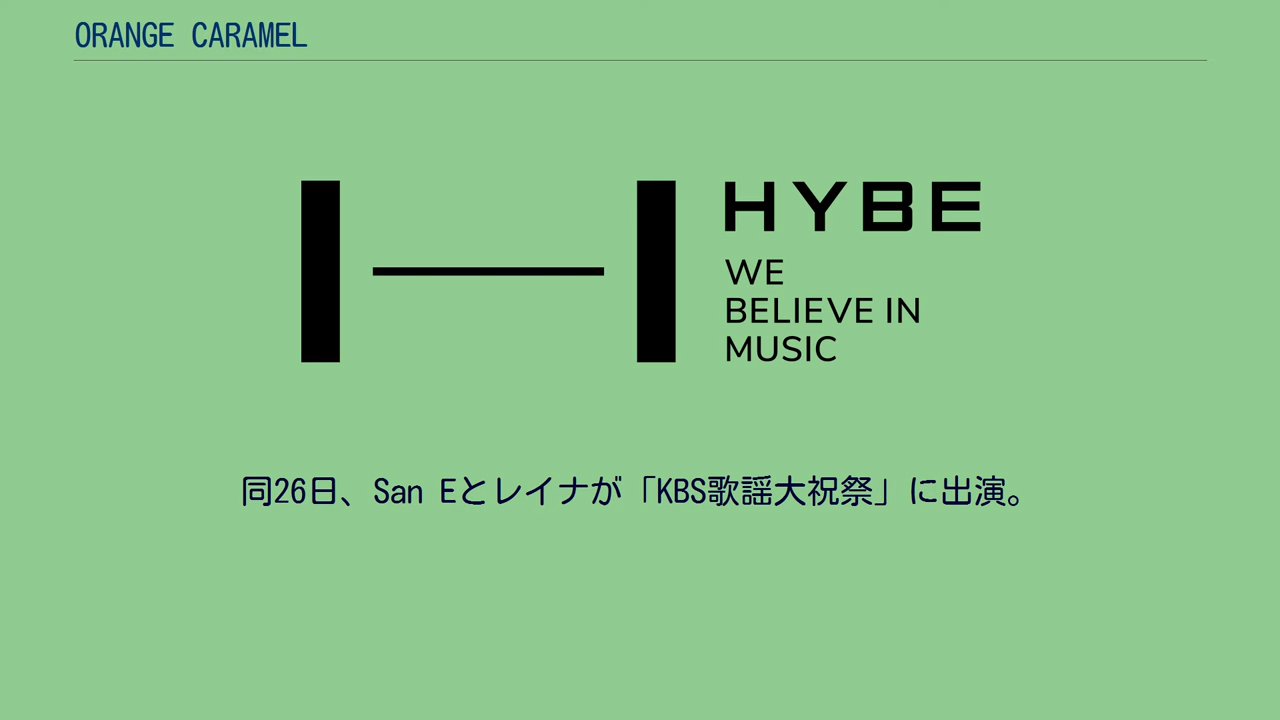 ORANGE CARAMEL
HYBE
WE
BELIEVE IN
MUSIC
同26日、San Eとレイナが「KBS歌謡大祝祭」に出演。